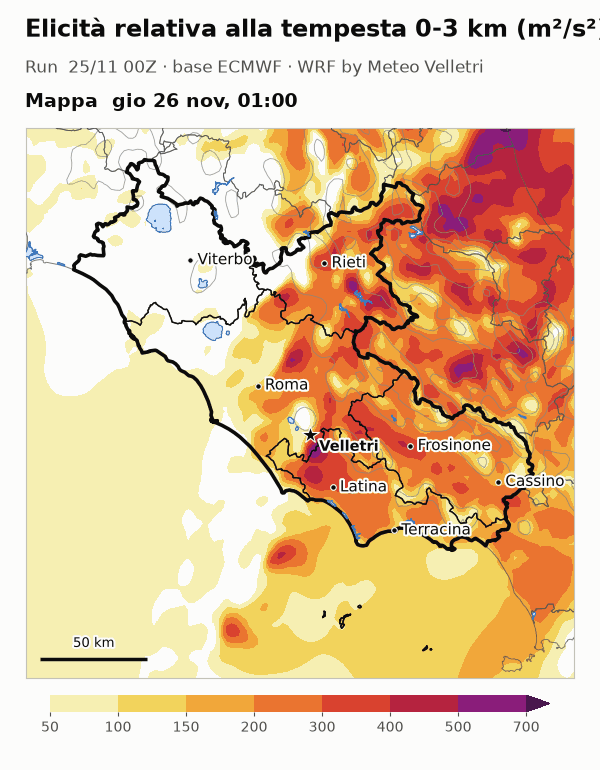 Elicità relativa alla tempesta 0-3 km (m²/s²)
Run  25/11 00Z · base ECMWF · WRF by Meteo Velletri
Mappa  gio 26 nov, 01:00
Viterbo
Rieti
Roma
Velletri
Frosinone
Latina
Cassino
Terracina
50 km
50 100 150 200 300 400 500 700